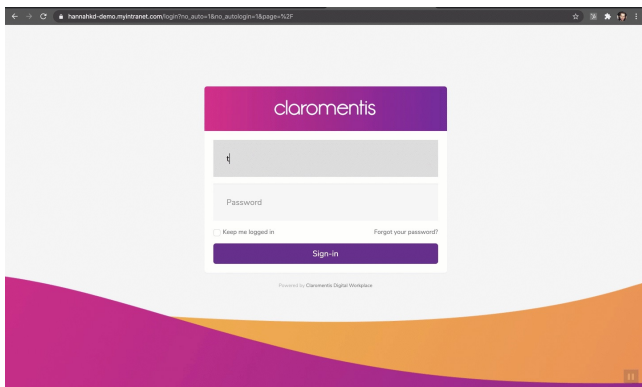 hannahkd-demo.myintranet.com/login?no_auto=1&no_autologin=1&page=%2F
claromentis
t
Password
Keep me logged in Forgot your password?
Sign-in
Powered by Claromentis Digital Workplace